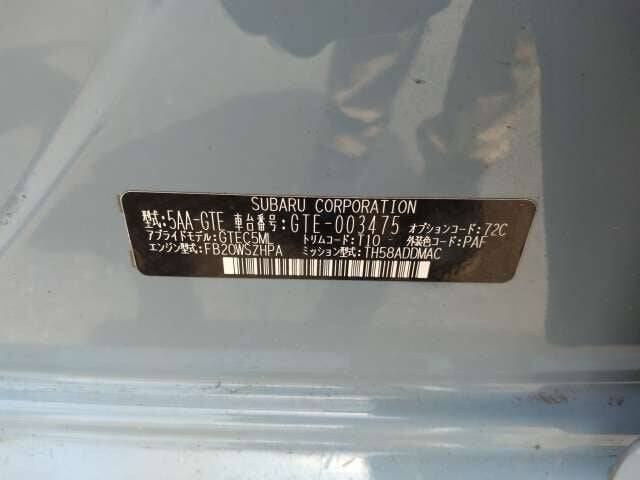 SUBARU CORPORATION
型式:5AA-GTE 車台番号:GTE-003475 オプションコード:72C
アプライドモデル:GTEC5ML トリムコード:T10 外装色コード:PAF
エンジン型式:FB20WSZHPA ミッション型式:TH58ADDMAC